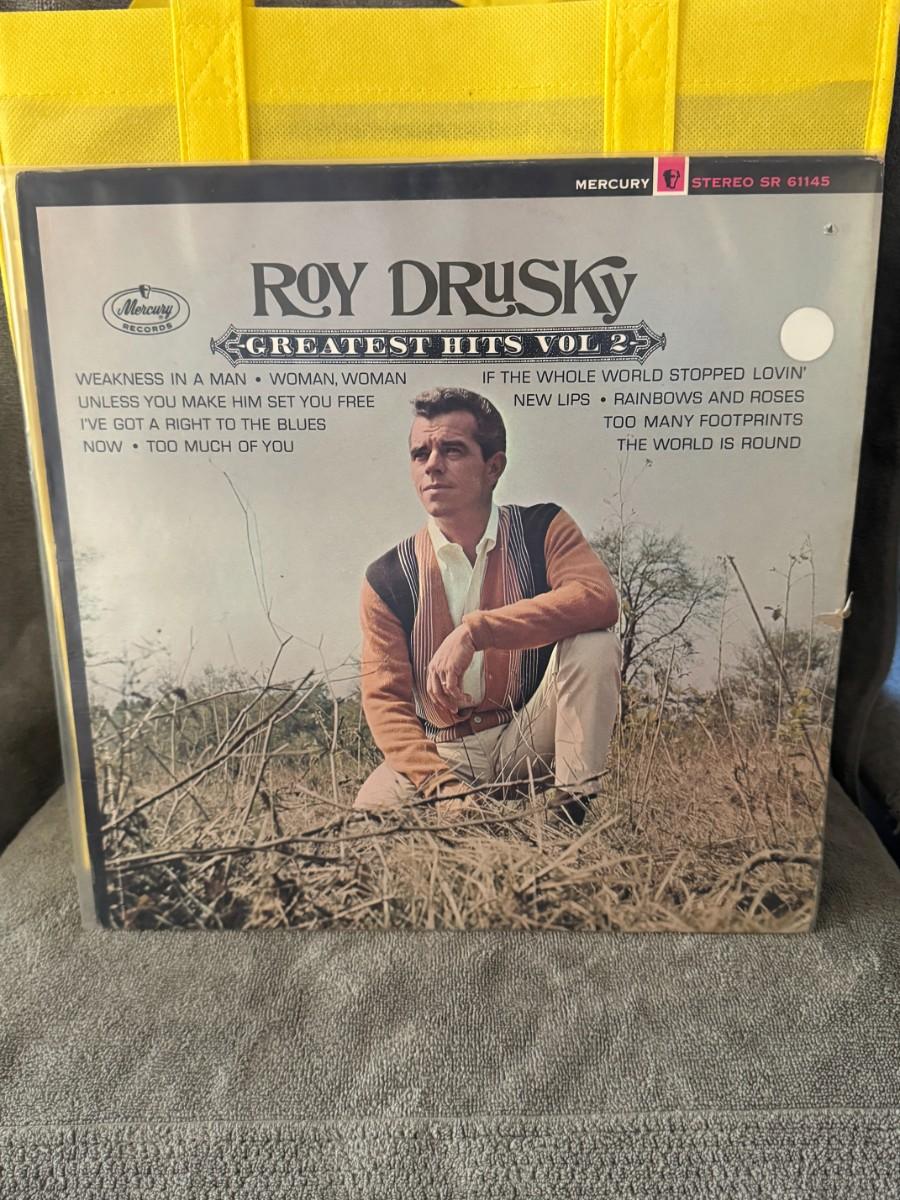 MERCURY STEREO SR 61145
ROY DRUSKY
Mercury
RECORDS
GREATEST HITS VOL 2
WEAKNESS IN A MAN • WOMAN, WOMAN
UNLESS YOU MAKE HIM SET YOU FREE
I'VE GOT A RIGHT TO THE BLUES
NOW • TOO MUCH OF YOU
IF THE WHOLE WORLD STOPPED LOVIN'
NEW LIPS • RAINBOWS AND ROSES
TOO MANY FOOTPRINTS
THE WORLD IS ROUND